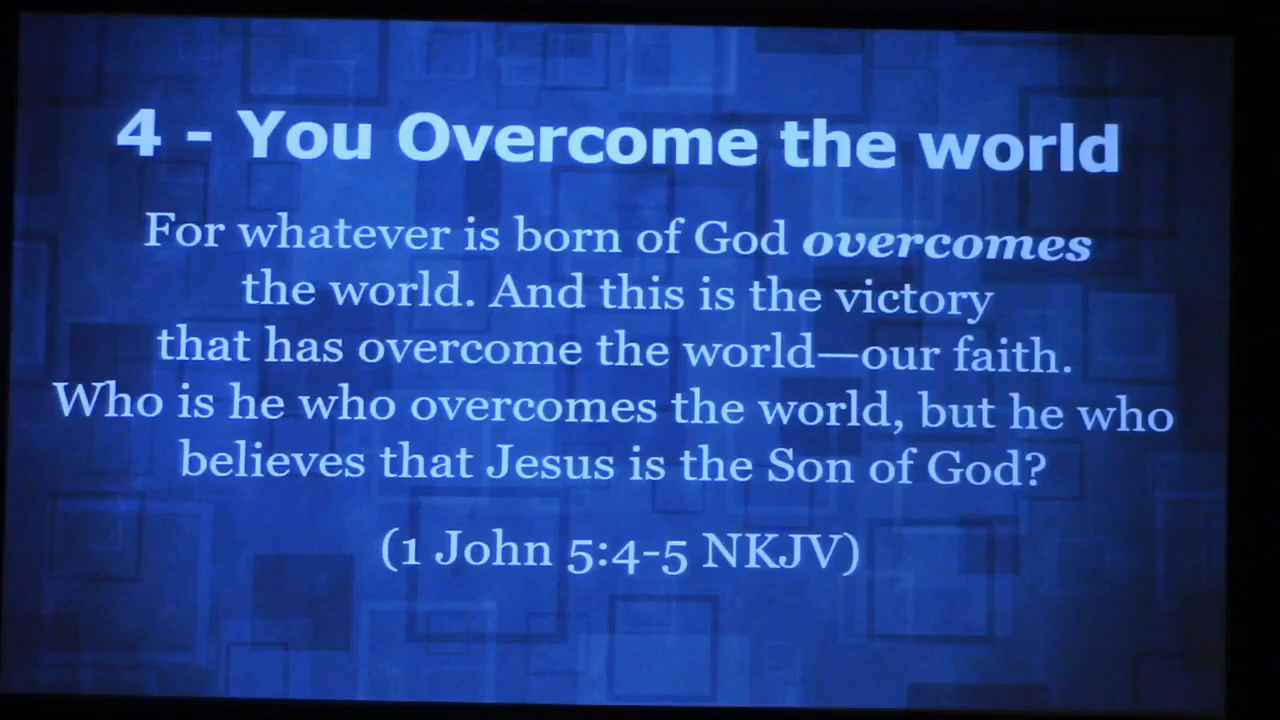 4 - You Overcome the world
For whatever is born of God overcomes
the world. And this is the victory
that has overcome the world—our faith.
Who is he who overcomes the world, but he who
believes that Jesus is the Son of God?
(1 John 5:4-5 NKJV)